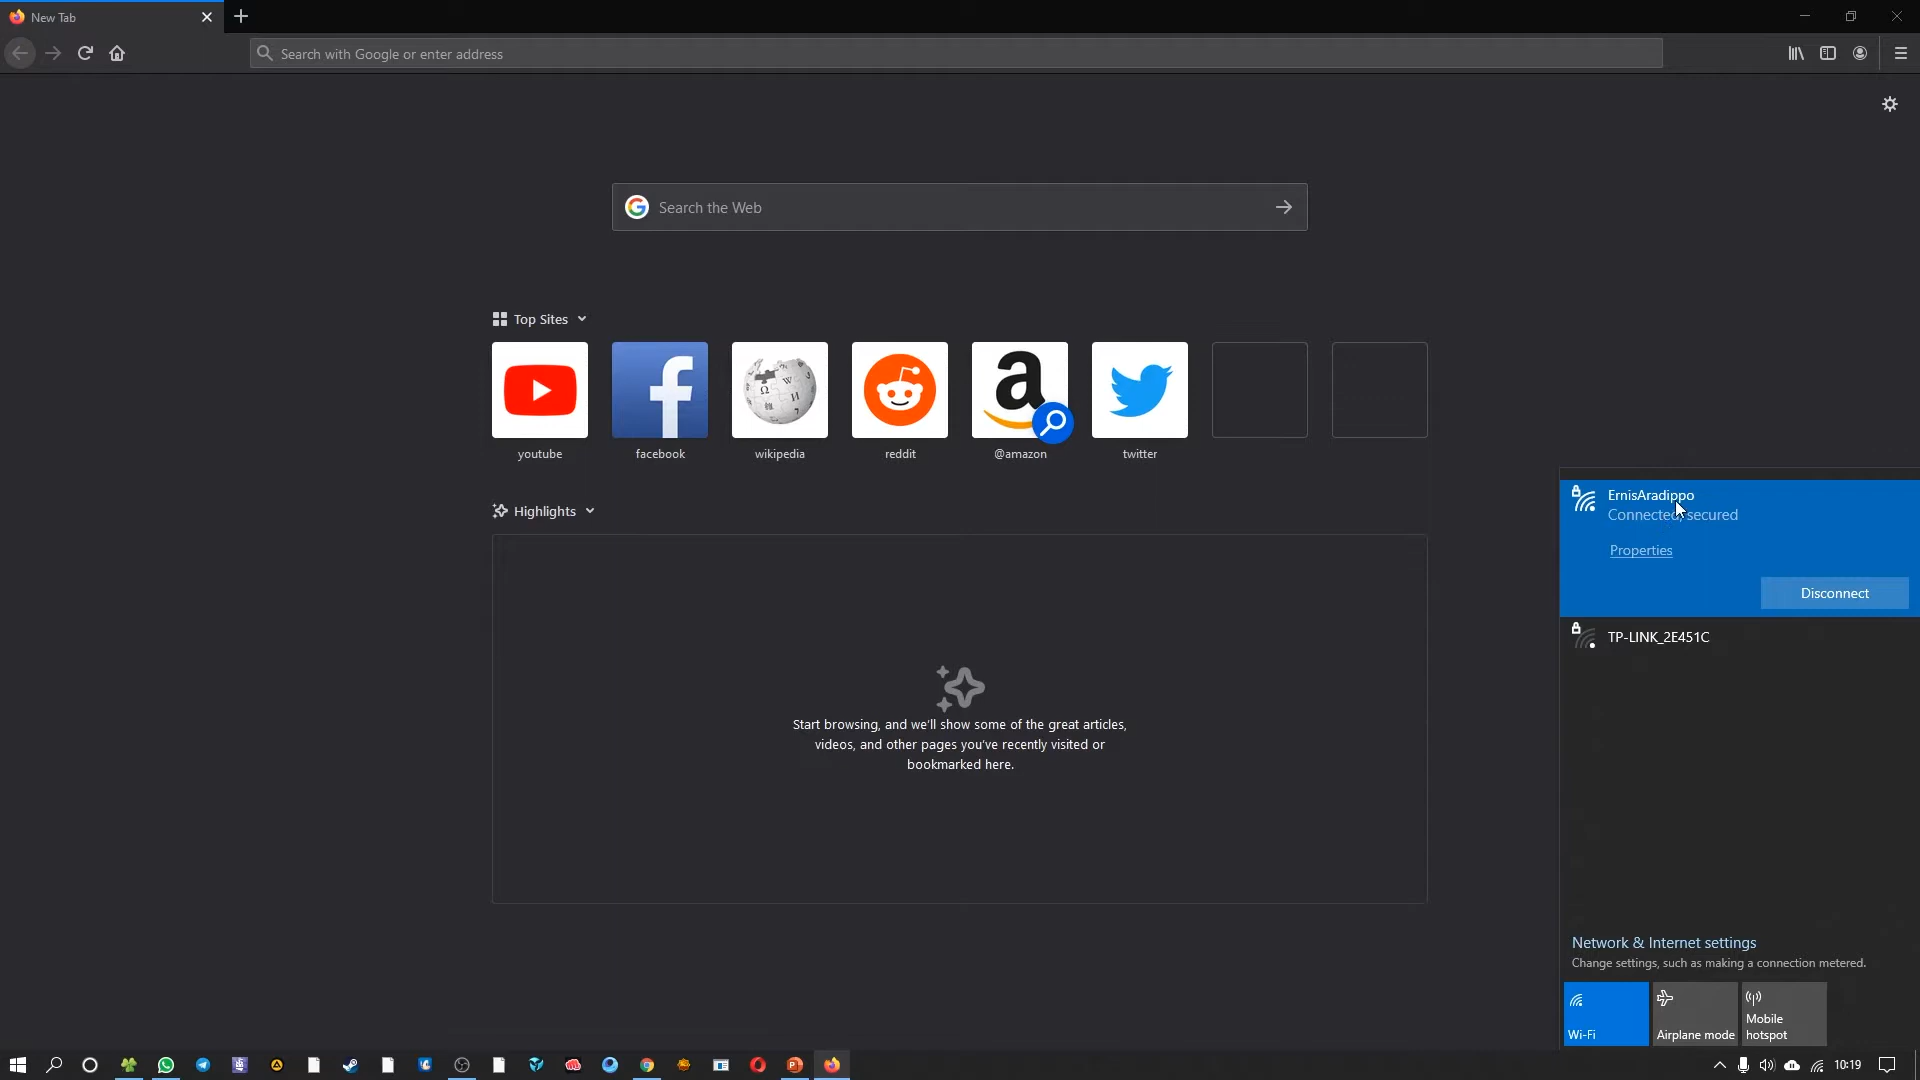 New Tab
Search with Google or enter address
Search the Web
Top Sites
youtube
facebook
wikipedia
reddit
@amazon
twitter
Highlights
Start browsing, and we'll show some of the great articles,
videos, and other pages you've recently visited or
bookmarked here.
ErnisAradippo
Connected, secured
Properties
Disconnect
TP-LINK_2E451C
Network & Internet settings
Change settings, such as making a connection metered.
Wi-Fi
Airplane mode
Mobile
hotspot
10:19